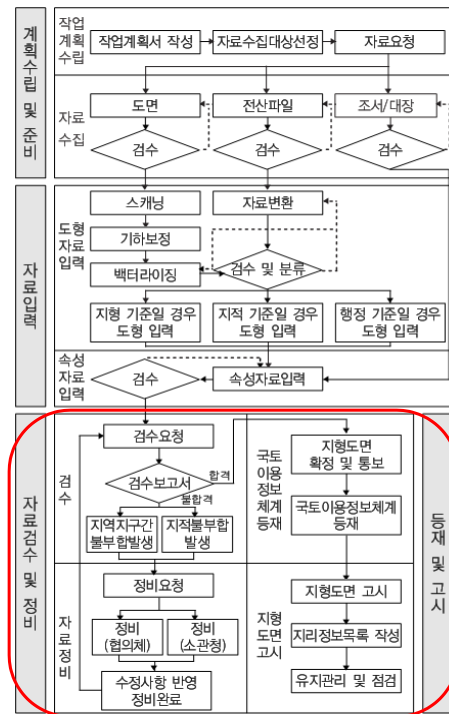 계획수립 및 준비
작업
계획
수립
작업계획서 작성
자료수집대상선정
자료요청
자료
수집
도면
전산파일
조서/대장
검수
검수
검수
자료입력
도형
자료
입력
스캐닝
자료변환
기하보정
백터라이징
검수 및 분류
지형 기준일 경우
도형 입력
지적 기준일 경우
도형 입력
행정 기준일 경우
도형 입력
속성
자료
입력
검수
속성자료입력
자료검수 및 정비
검수
검수요청
검수보고서
합격
불합격
지역지구간
불부합발생
지적불부합
발생
자료
정비
정비요청
정비
(협의체)
정비
(소관청)
수정사항 반영
정비완료
국토
이용
정보
체계
등재
지형도면
확정 및 통보
국토이용정보체계
등재
지형
도면
고시
지형도면 고시
지리정보목록 작성
유지관리 및 점검
등재 및 고시